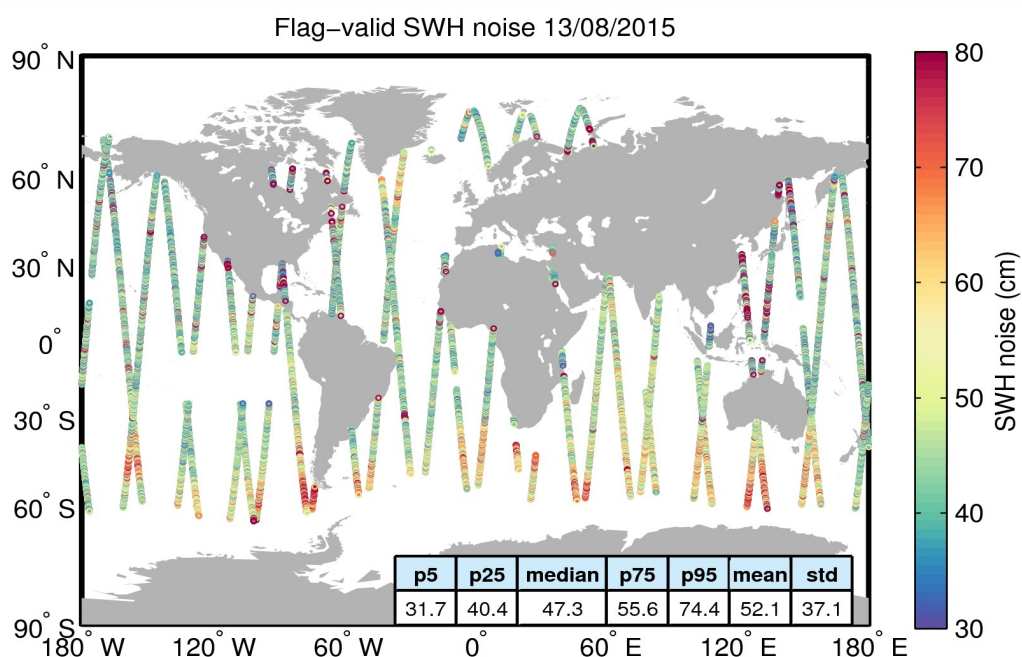 Flag−valid SWH noise 13/08/2015
90° N
60° N
30° N
0°
30° S
60° S
90° S
180° W
120° W
60° W
0°
60° E
120° E
180° E
p5 p25 median p75 p95 mean std
31.7 40.4 47.3 55.6 74.4 52.1 37.1
80
70
60
50
40
30
SWH noise (cm)